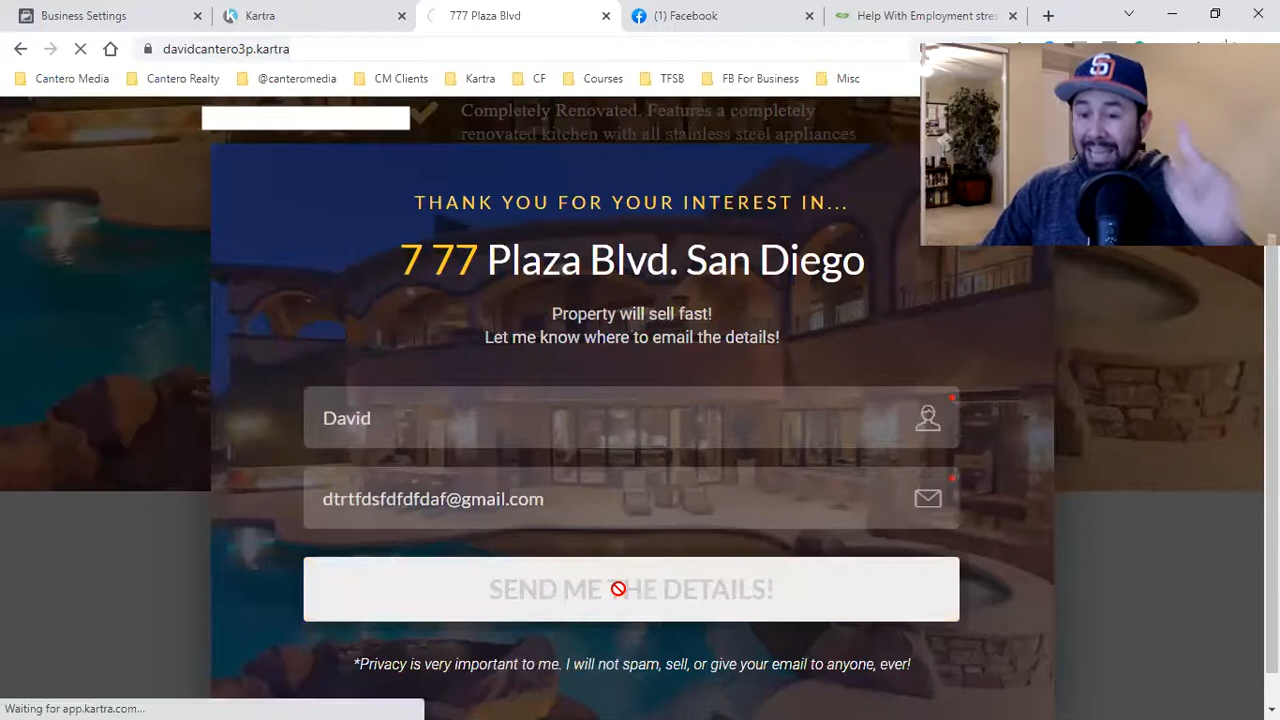 Business Settings
Kartra
777 Plaza Blvd
(1) Facebook
Help With Employment stres
davidcantero3p.kartra
Cantero Media
Cantero Realty
@canteromedia
CM Clients
Kartra
CF
Courses
TFSB
FB For Business
Misc
Completely Renovated. Features a completely
renovated kitchen with all stainless steel appliances
THANK YOU FOR YOUR INTEREST IN...
7 77 Plaza Blvd. San Diego
Property will sell fast!
Let me know where to email the details!
David
dtrtfdsfdfdfdaf@gmail.com
SEND ME THE DETAILS!
*Privacy is very important to me. I will not spam, sell, or give your email to anyone, ever!
Waiting for app.kartra.com...